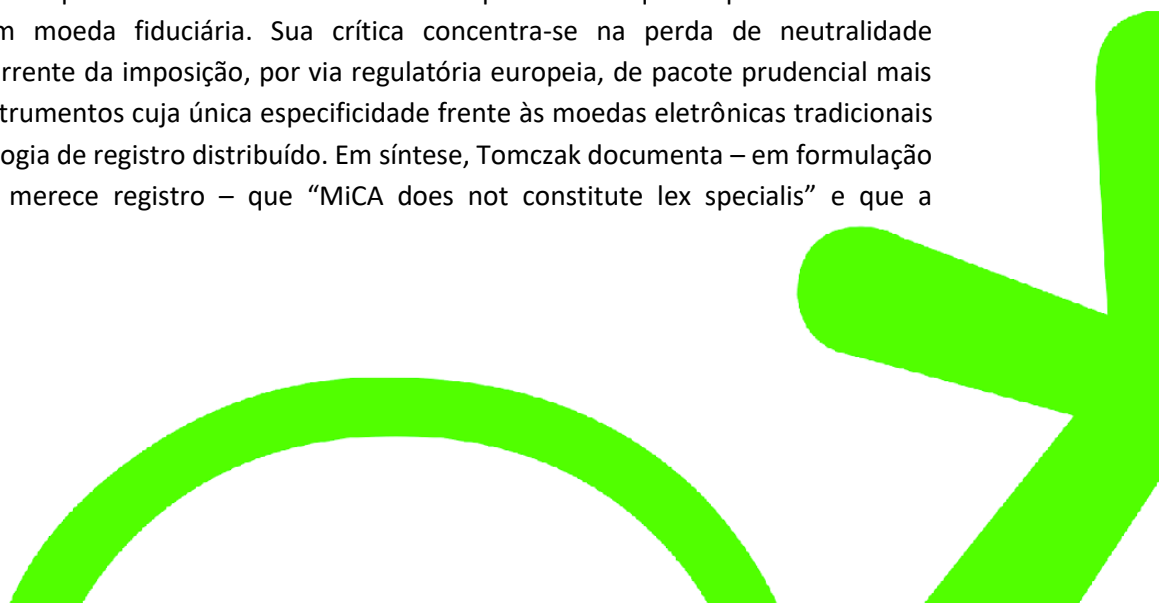 m moeda fiduciária. Sua crítica concentra-se na perda de neutralidade
rrente da imposição, por via regulatória europeia, de pacote prudencial mais
trumentos cuja única especificidade frente às moedas eletrônicas tradicionais
ogia de registro distribuído. Em síntese, Tomczak documenta – em formulação
merece registro – que “MiCA does not constitute lex specialis” e que a